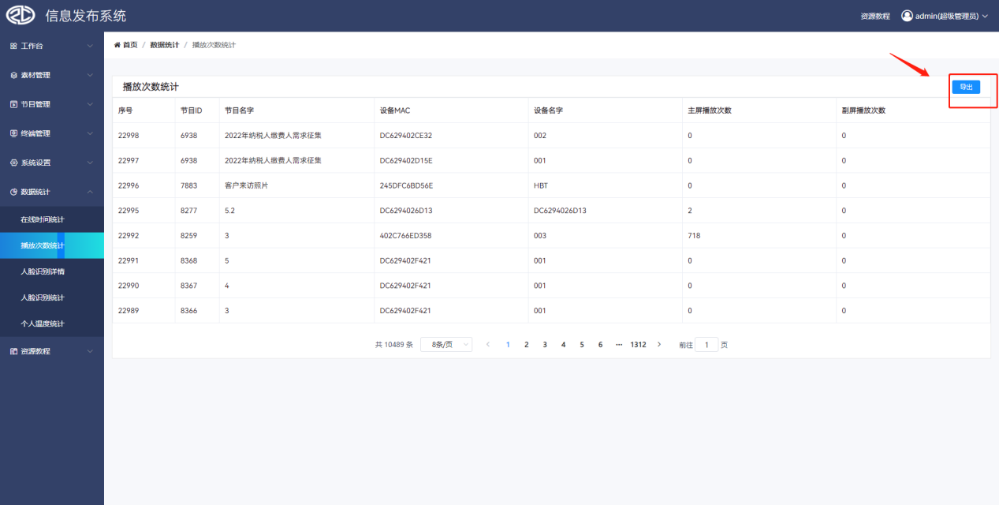 信息发布系统
资源教程 admin(超级管理员)
工作台
素材管理
节目管理
终端管理
系统设置
数据统计
在线时间统计
播放次数统计
人脸识别详情
人脸识别统计
个人温度统计
资源教程
首页 / 数据统计 / 播放次数统计
播放次数统计 导出
序号 节目ID 节目名字 设备MAC 设备名字 主屏播放次数 副屏播放次数
22998 6938 2022年纳税人缴费人需求征集 DC629402CE32 002 0 0
22997 6938 2022年纳税人缴费人需求征集 DC629402D15E 001 0 0
22996 7883 客户来访照片 245DFC6BD56E HBT 0 0
22995 8277 5.2 DC6294026D13 DC6294026D13 2 0
22992 8259 3 402C766ED358 003 718 0
22991 8368 5 DC629402F421 001 0 0
22990 8367 4 DC629402F421 001 0 0
22989 8366 3 DC629402F421 001 0 0
共 10489 条 8条/页 1 2 3 4 5 6 ··· 1312 前往 1 页